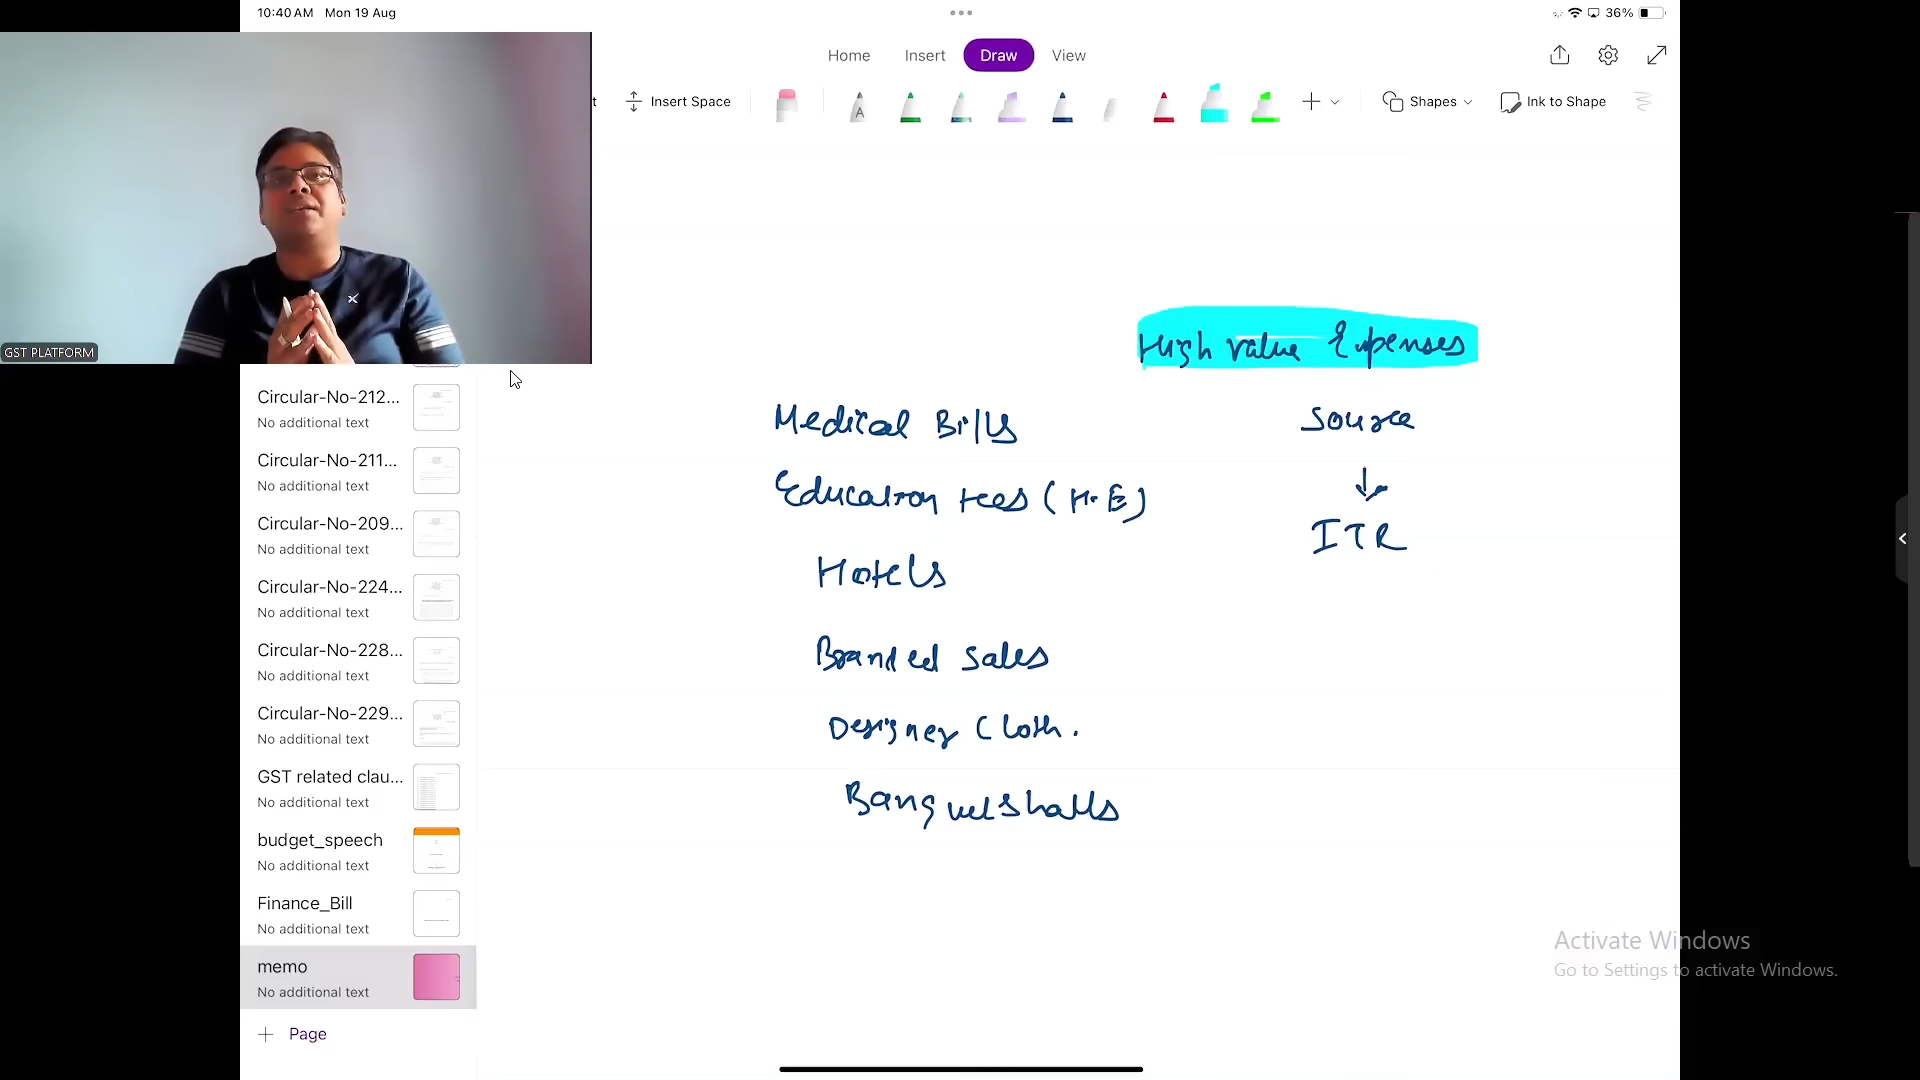 10:40 AM Mon 19 Aug
36%
Home Insert Draw View
t Insert Space
A
Shapes
Ink to Shape
GST PLATFORM
Circular-No-212...
No additional text
Circular-No-211...
No additional text
Circular-No-209...
No additional text
Circular-No-224...
No additional text
Circular-No-228...
No additional text
Circular-No-229...
No additional text
GST related clau...
No additional text
budget_speech
No additional text
Finance_Bill
No additional text
memo
No additional text
Page
High value Expenses
Medical Bills
Source
Education fees (H.E)
ITR
Hotels
Branded Sales
Designer Cloth.
Banquetshalls
Activate Windows
Go to Settings to activate Windows.